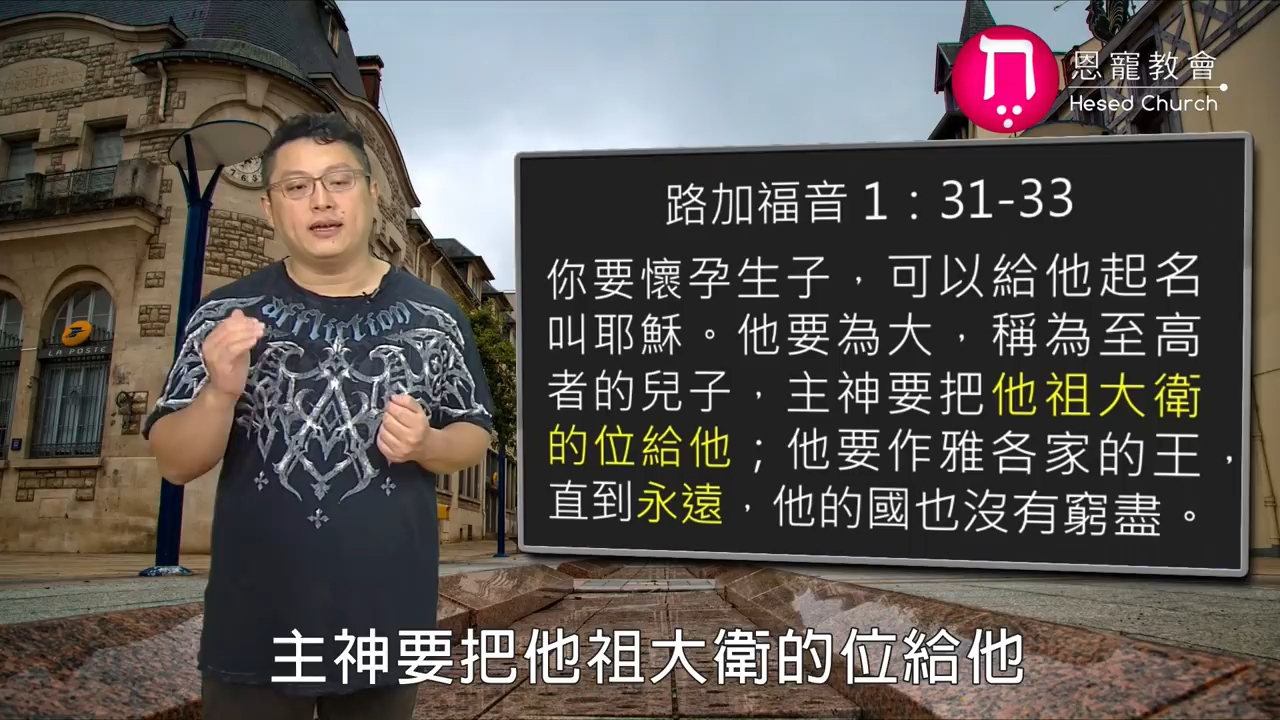 恩寵教會
Hesed Church
路加福音 1：31-33
你要懷孕生子，可以給他起名
叫耶穌。他要為大，稱為至高
者的兒子，主神要把他祖大衛
的位給他；他要作雅各家的王，
直到永遠，他的國也沒有窮盡。
LA POSTE
affliction
主神要把他祖大衛的位給他